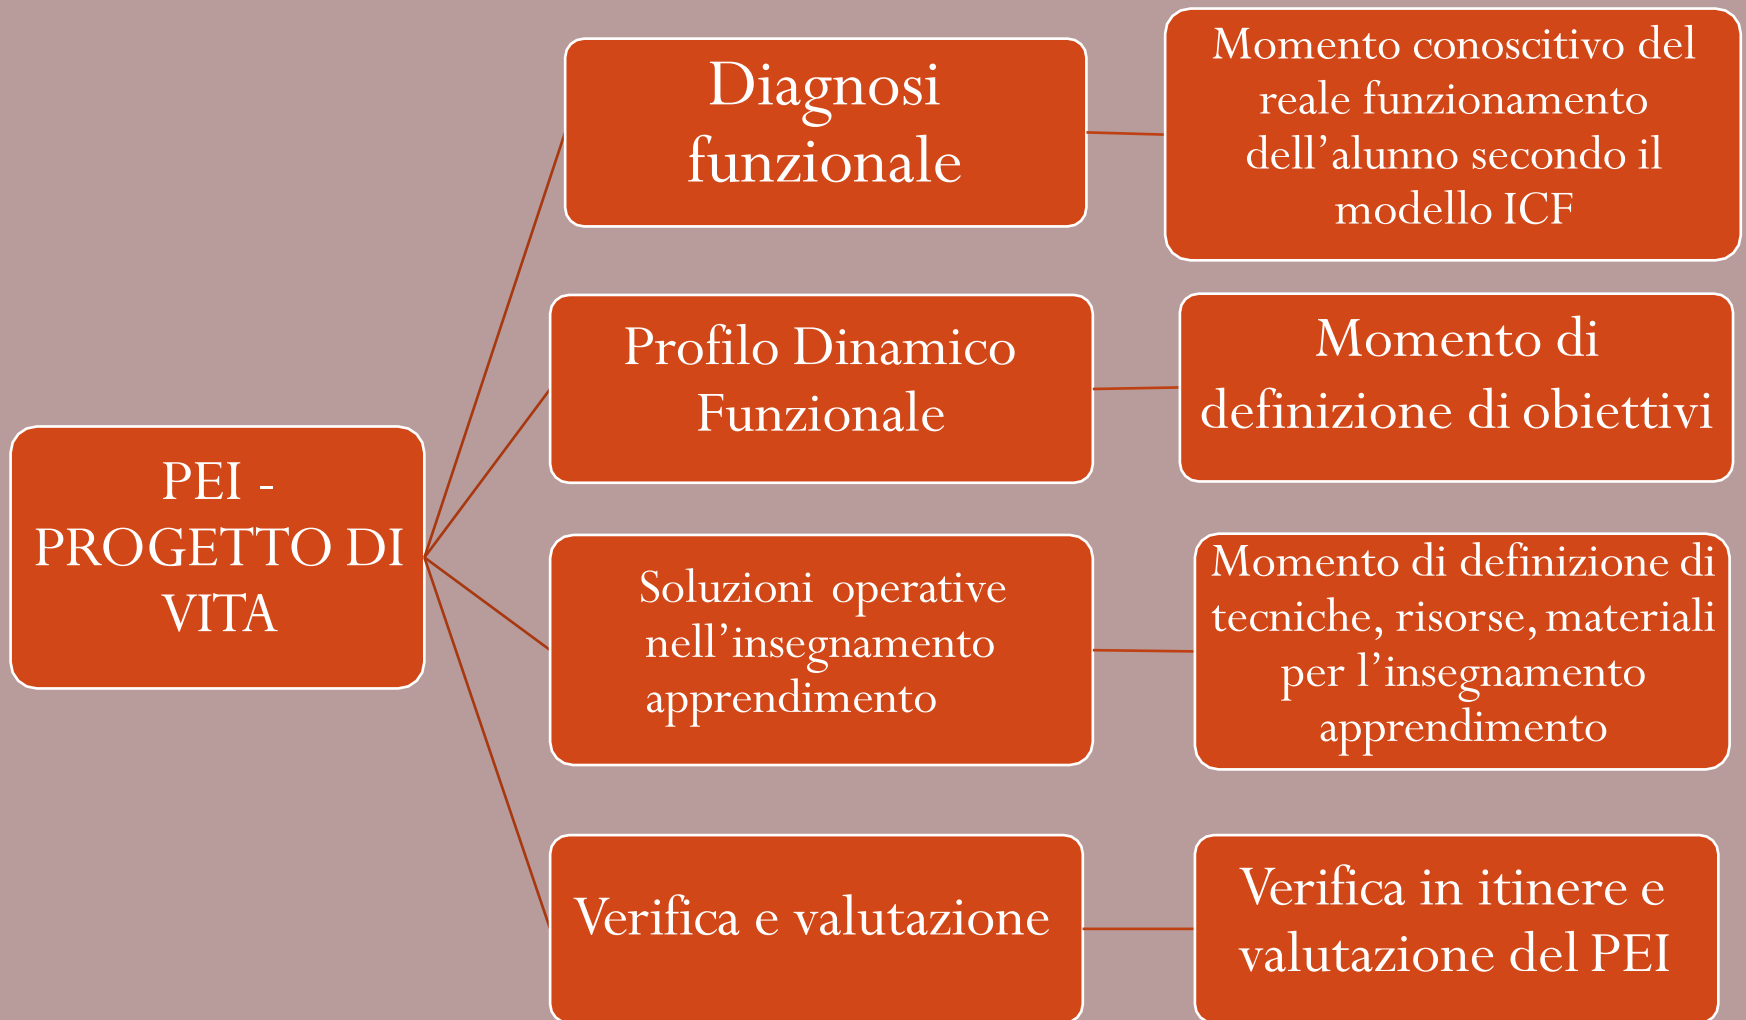 PEI -
PROGETTO DI
VITA
Diagnosi
funzionale
Momento conoscitivo del
reale funzionamento
dell’alunno secondo il
modello ICF
Profilo Dinamico
Funzionale
Momento di
definizione di obiettivi
Soluzioni operative
nell’insegnamento
apprendimento
Momento di definizione di
tecniche, risorse, materiali
per l’insegnamento
apprendimento
Verifica e valutazione
Verifica in itinere e
valutazione del PEI